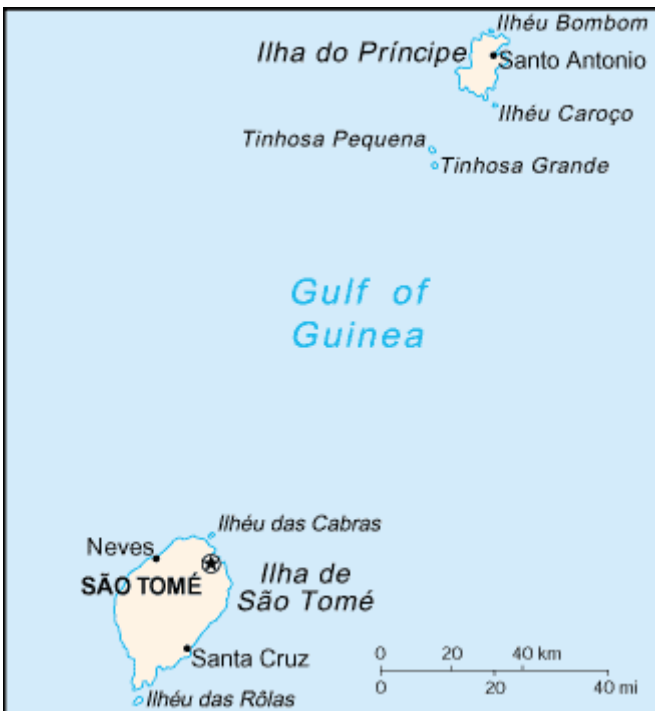 Ilhéu Bombom
Ilha do Príncipe
Santo Antonio
Ilhéu Caroço
Tinhosa Pequena
Tinhosa Grande
Gulf of
Guinea
Ilhéu das Cabras
Neves
SÃO TOMÉ
Ilha de
São Tomé
Santa Cruz
Ilhéu das Rôlas
0 20 40 km
0 20 40 mi